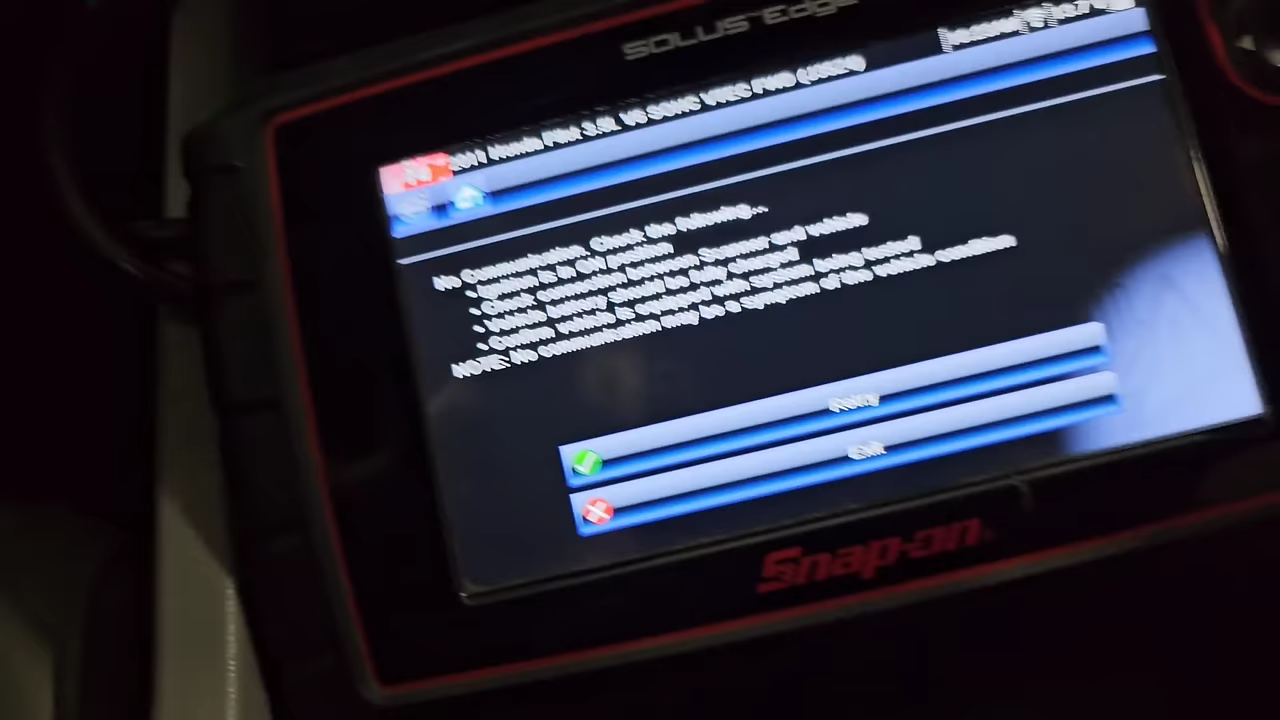 SOLUS Edge
2011 Honda Pilot 3.5L V6 SOHC VTEC FWD (J35Z4)
No Communication. Check the following...
• Ignition is in ON position
• Check connection between Scanner and vehicle
• Vehicle battery should be fully charged
• Confirm vehicle is equipped with system being tested
NOTE: No communication may be a symptom of the vehicle condition
Retry
Exit
Snap-on